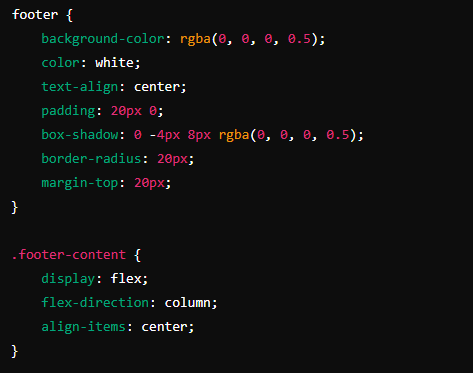 footer {
    background-color: rgba(0, 0, 0, 0.5);
    color: white;
    text-align: center;
    padding: 20px 0;
    box-shadow: 0 -4px 8px rgba(0, 0, 0, 0.5);
    border-radius: 20px;
    margin-top: 20px;
}

.footer-content {
    display: flex;
    flex-direction: column;
    align-items: center;
}